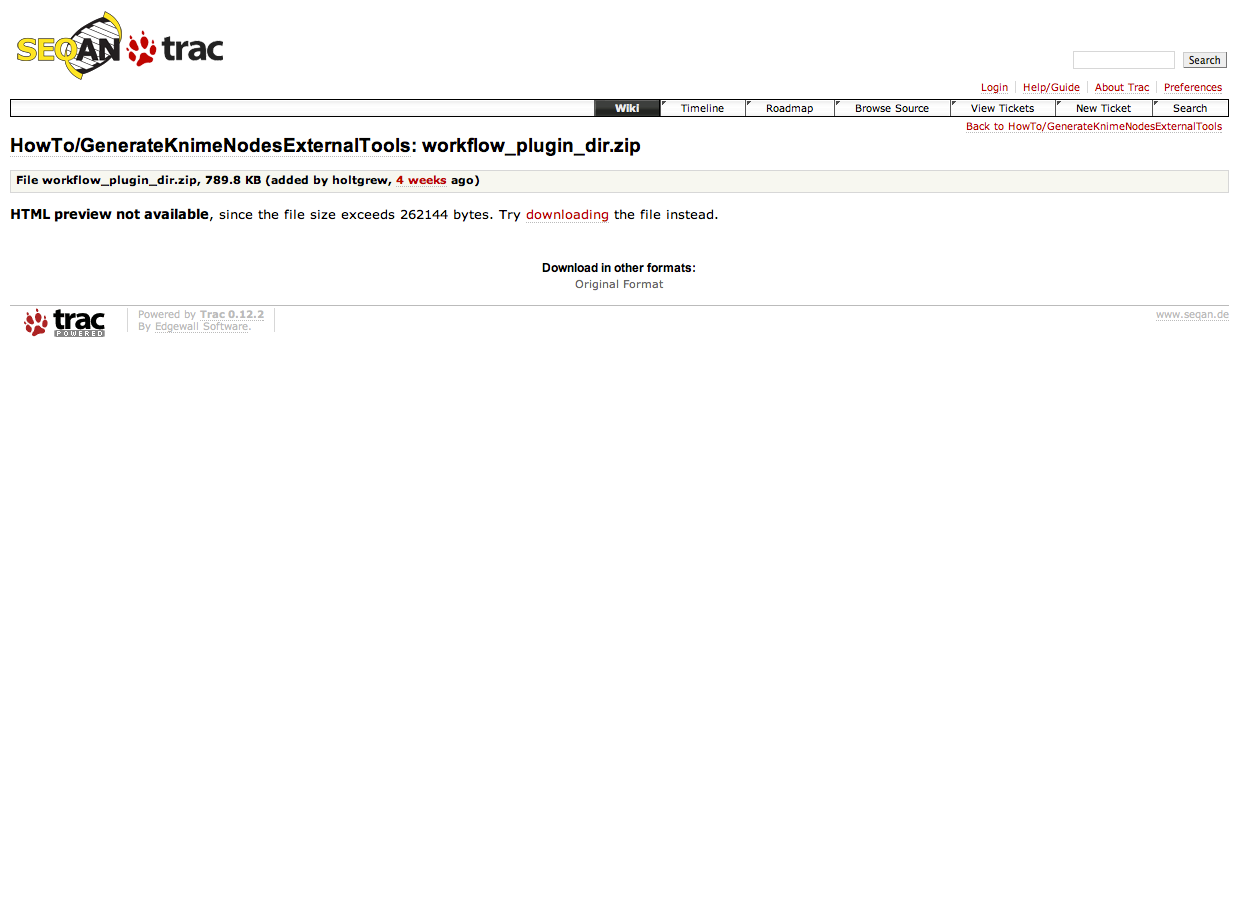 SEQAN trac
Search
Login Help/Guide About Trac Preferences
Wiki Timeline Roadmap Browse Source View Tickets New Ticket Search
Back to HowTo/GenerateKnimeNodesExternalTools
HowTo/GenerateKnimeNodesExternalTools: workflow_plugin_dir.zip
File workflow_plugin_dir.zip, 789.8 KB (added by holtgrew, 4 weeks ago)
HTML preview not available, since the file size exceeds 262144 bytes. Try downloading the file instead.
Download in other formats:
Original Format
trac
POWERED
Powered by Trac 0.12.2
By Edgewall Software.
www.seqan.de